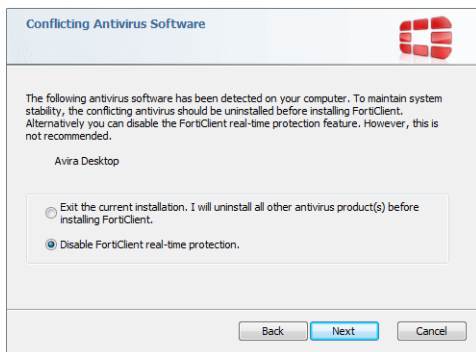 Conflicting Antivirus Software
The following antivirus software has been detected on your computer. To maintain system
stability, the conflicting antivirus should be uninstalled before installing FortiClient.
Alternatively you can disable the FortiClient real-time protection feature. However, this is
not recommended.
Avira Desktop
Exit the current installation. I will uninstall all other antivirus product(s) before
installing FortiClient.
Disable FortiClient real-time protection.
Back Next Cancel